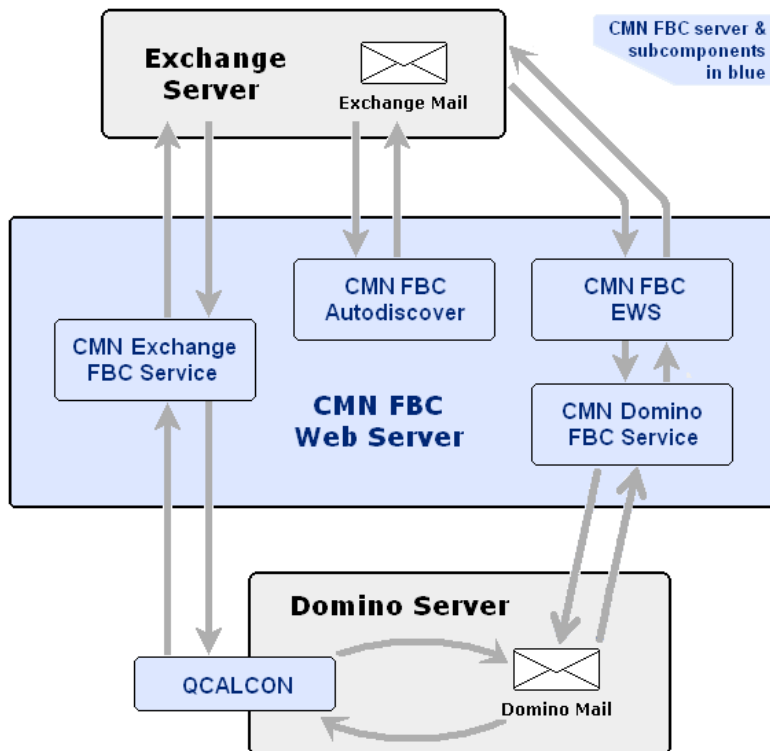 CMN FBC server &
subcomponents
in blue
Exchange
Server
Exchange Mail
CMN FBC
Autodiscover
CMN FBC
EWS
CMN Exchange
FBC Service
CMN FBC
Web Server
CMN Domino
FBC Service
Domino Server
QCALCON
Domino Mail